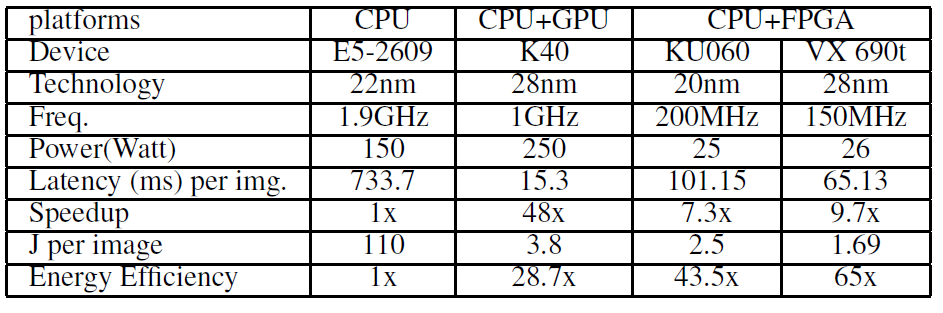 platforms CPU CPU+GPU CPU+FPGA
Device E5-2609 K40 KU060 VX 690t
Technology 22nm 28nm 20nm 28nm
Freq. 1.9GHz 1GHz 200MHz 150MHz
Power(Watt) 150 250 25 26
Latency (ms) per img. 733.7 15.3 101.15 65.13
Speedup 1x 48x 7.3x 9.7x
J per image 110 3.8 2.5 1.69
Energy Efficiency 1x 28.7x 43.5x 65x